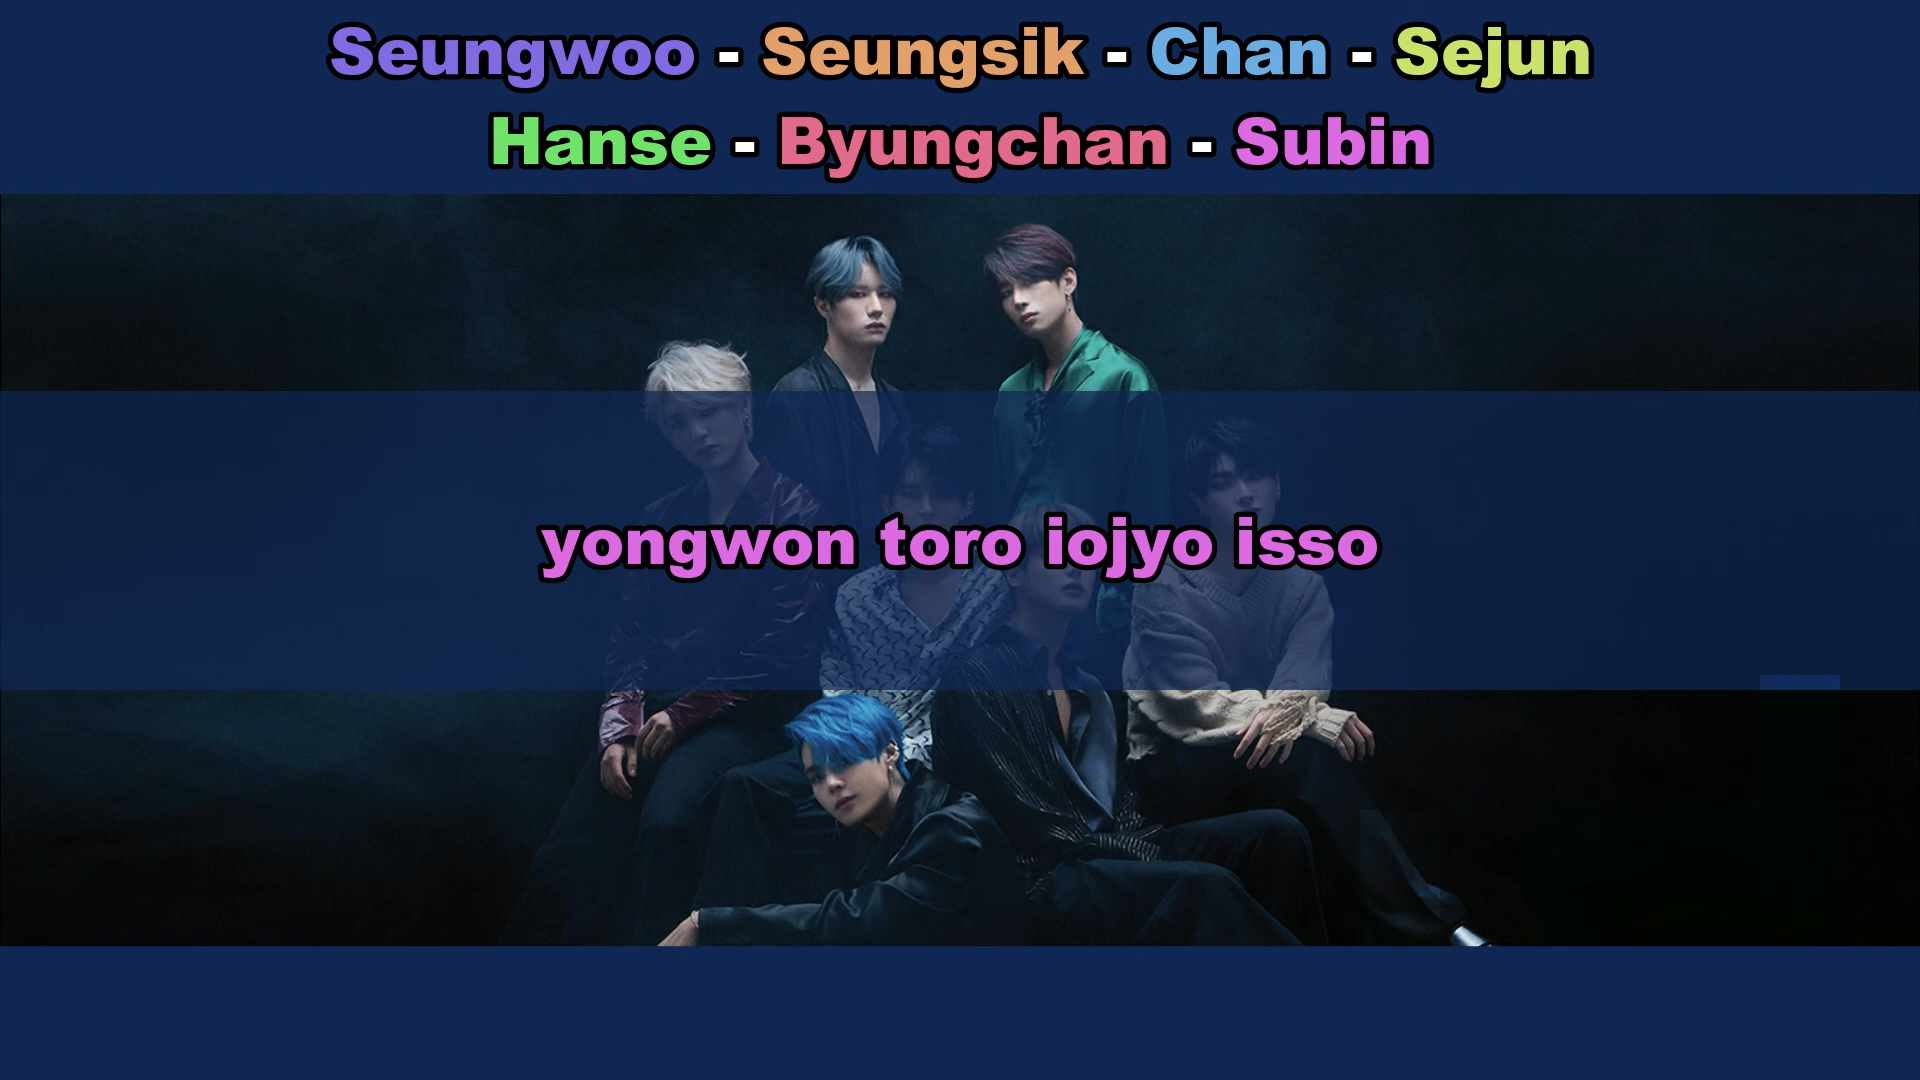 Seungwoo - Seungsik - Chan - Sejun
Hanse - Byungchan - Subin
yongwon toro iojyo isso